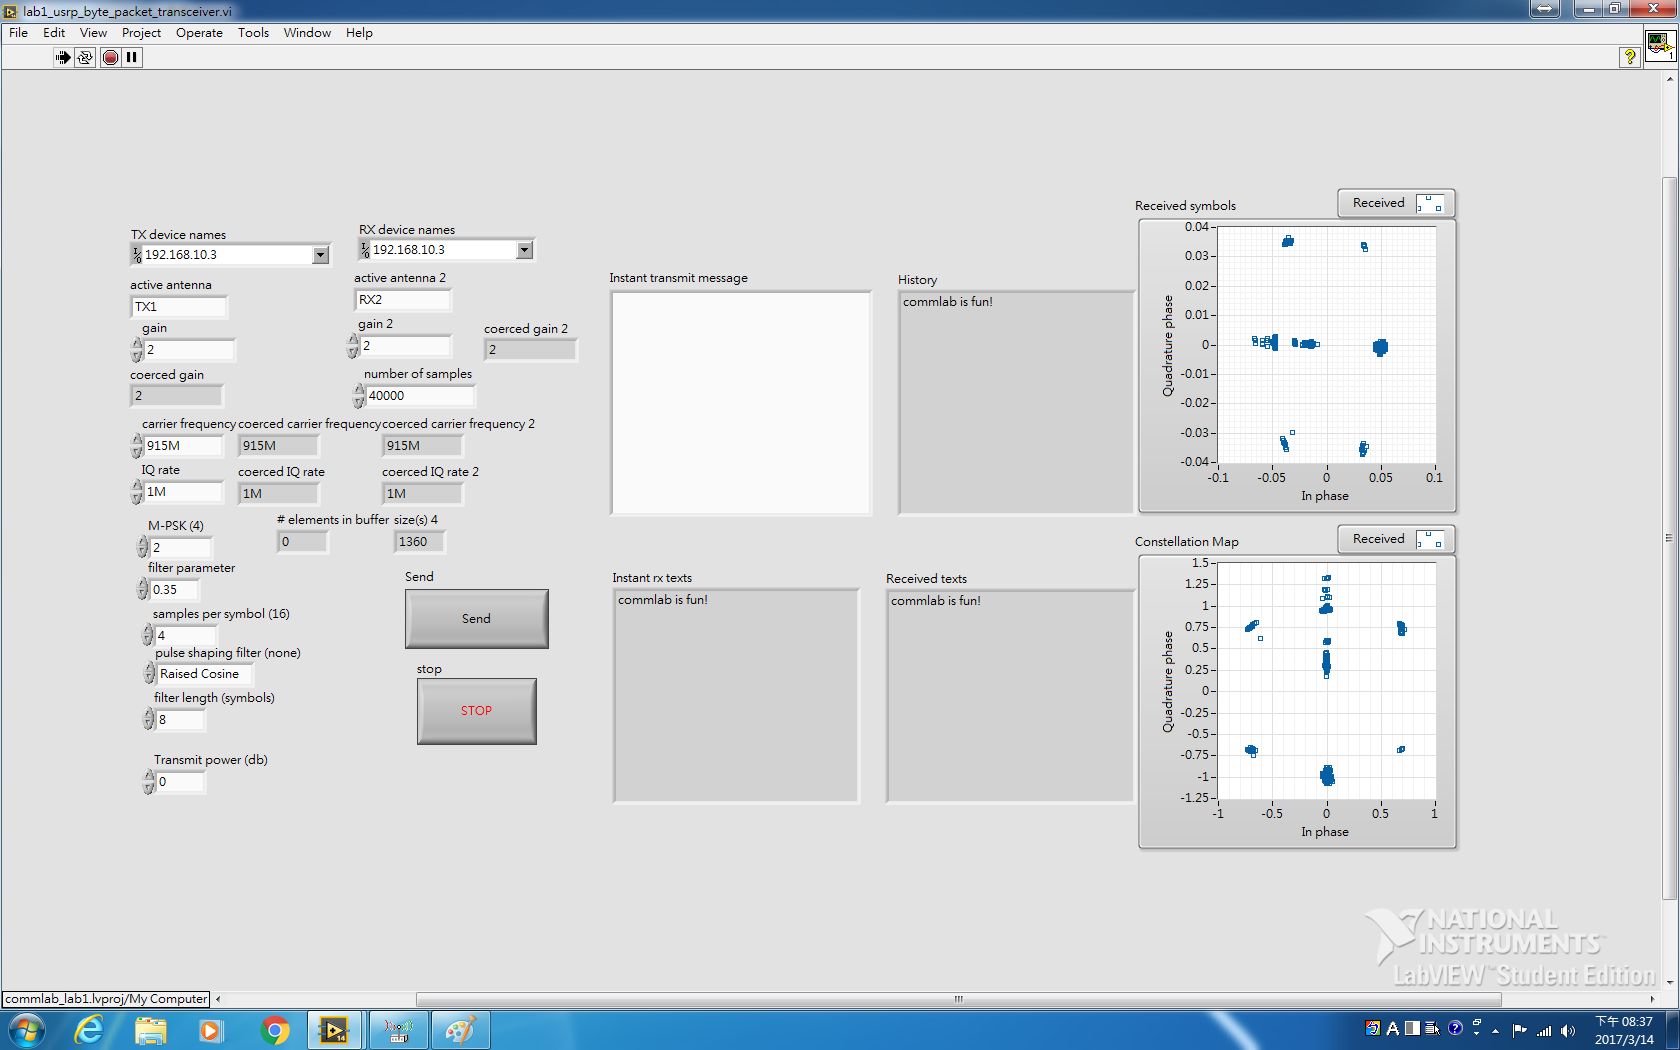 lab1_usrp_byte_packet_transceiver.vi
File Edit View Project Operate Tools Window Help
TX device names
192.168.10.3
active antenna
TX1
gain
2
coerced gain
2
carrier frequency
915M
coerced carrier frequency
915M
coerced carrier frequency 2
915M
IQ rate
1M
coerced IQ rate
1M
coerced IQ rate 2
1M
RX device names
192.168.10.3
active antenna 2
RX2
gain 2
2
coerced gain 2
2
number of samples
40000
M-PSK (4)
2
# elements in buffer
0
size(s) 4
1360
filter parameter
0.35
samples per symbol (16)
4
pulse shaping filter (none)
Raised Cosine
filter length (symbols)
8
Transmit power (db)
0
Send
Send
stop
STOP
Instant transmit message
History
commlab is fun!
Instant rx texts
commlab is fun!
Received texts
commlab is fun!
Received symbols
Received
Quadrature phase
0.04
0.03
0.02
0.01
0
-0.01
-0.02
-0.03
-0.04
-0.1 -0.05 0 0.05 0.1
In phase
Constellation Map
Received
Quadrature phase
1.5
1.25
1
0.75
0.5
0.25
0
-0.25
-0.5
-0.75
-1
-1.25
-1 -0.5 0 0.5 1
In phase
NATIONAL
INSTRUMENTS™
LabVIEW™ Student Edition
commlab_lab1.lvproj/My Computer
14
A
下午 08:37
2017/3/14